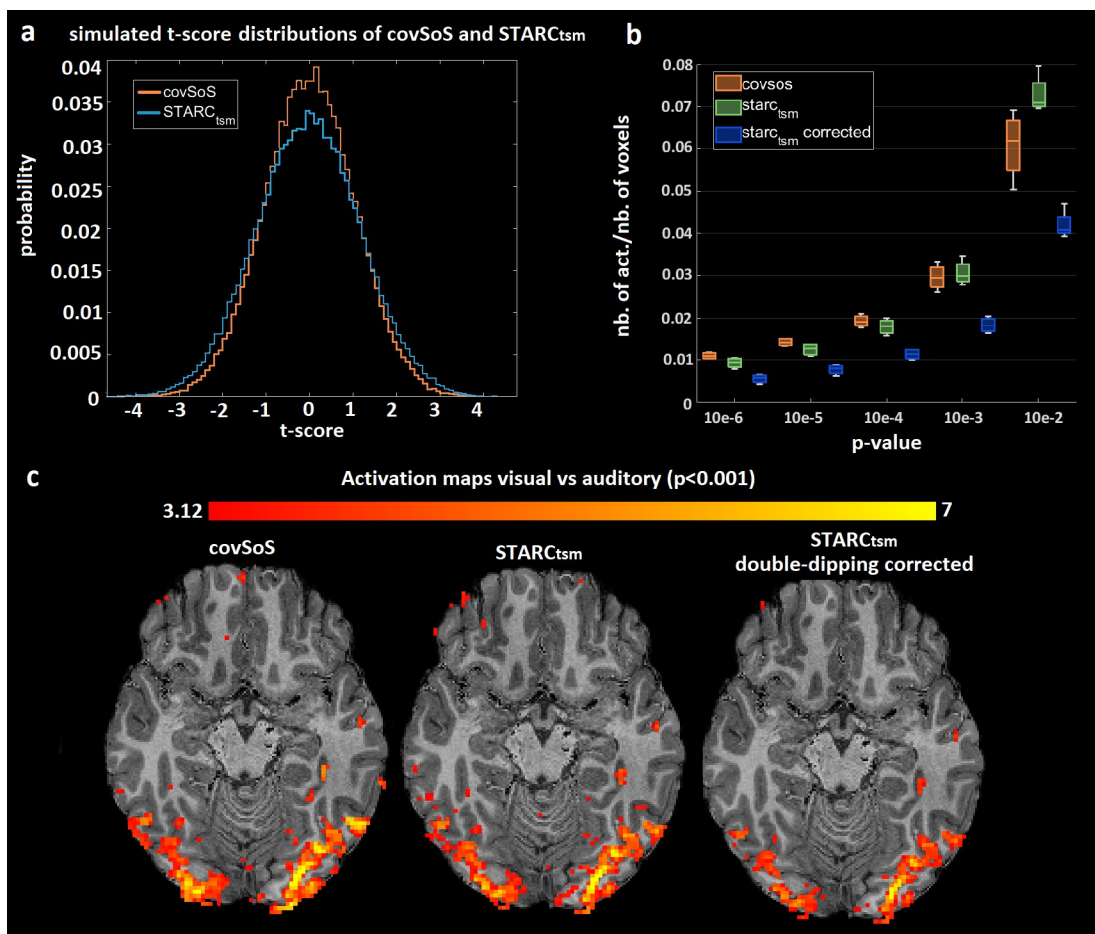 a simulated t-score distributions of covSoS and STARCtsm
0.04
0.035
0.03
0.025
0.02
0.015
0.01
0.005
0
probability
covSoS
STARCtsm
-4 -3 -2 -1 0 1 2 3 4
t-score
b
0.08
0.07
0.06
0.05
0.04
0.03
0.02
0.01
0
nb. of act./nb. of voxels
covsos
starctsm
starctsm corrected
10e-6 10e-5 10e-4 10e-3 10e-2
p-value
c Activation maps visual vs auditory (p<0.001)
3.12 7
covSoS
STARCtsm
STARCtsm
double-dipping corrected